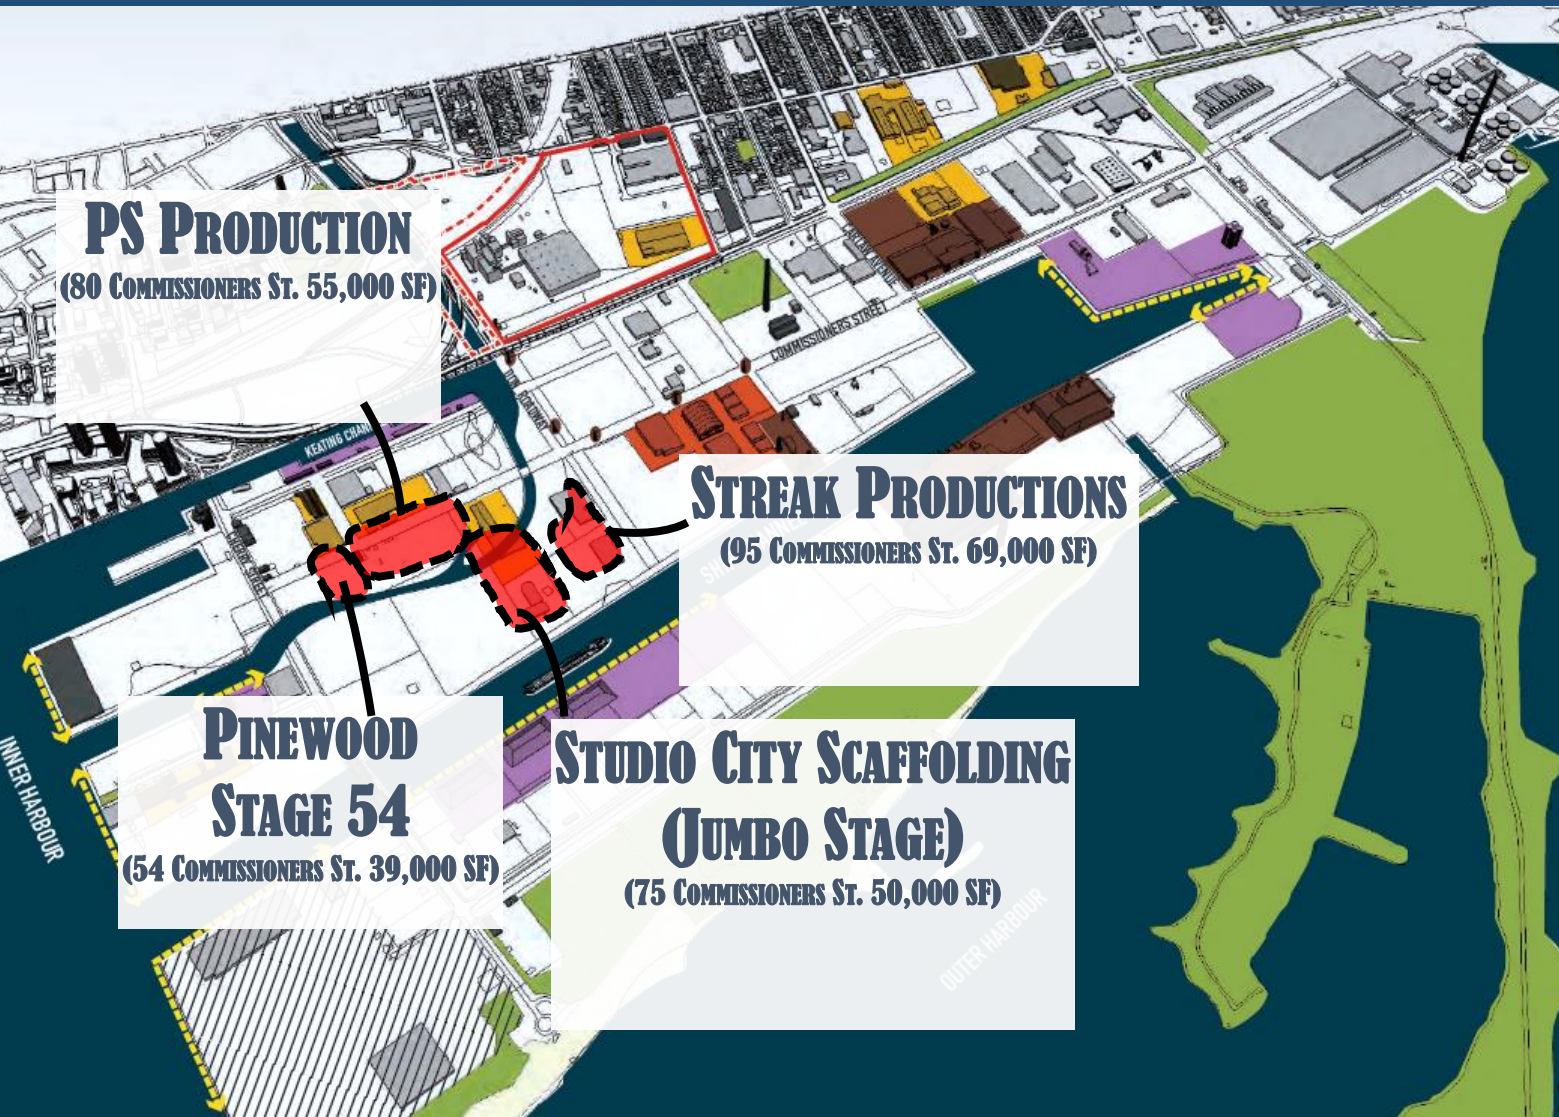 PS PRODUCTION
(80 COMMISSIONERS ST. 55,000 SF)
COMMISSIONERS STREET
KEATING CHAN
STREAK PRODUCTIONS
(95 COMMISSIONERS ST. 69,000 SF)
PINEWOOD
STAGE 54
(54 COMMISSIONERS ST. 39,000 SF)
STUDIO CITY SCAFFOLDING
(JUMBO STAGE)
(75 COMMISSIONERS ST. 50,000 SF)
INNER HARBOUR
OUTER HARBOUR